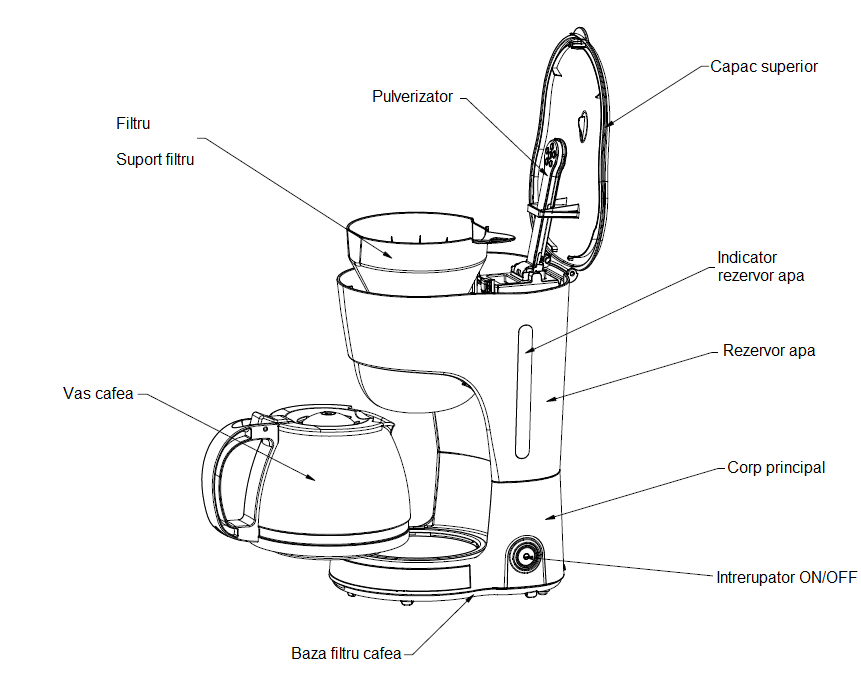 Capac superior
Pulverizator
Filtru
Suport filtru
Indicator
rezervor apa
Rezervor apa
Vas cafea
Corp principal
Intrerupator ON/OFF
Baza filtru cafea